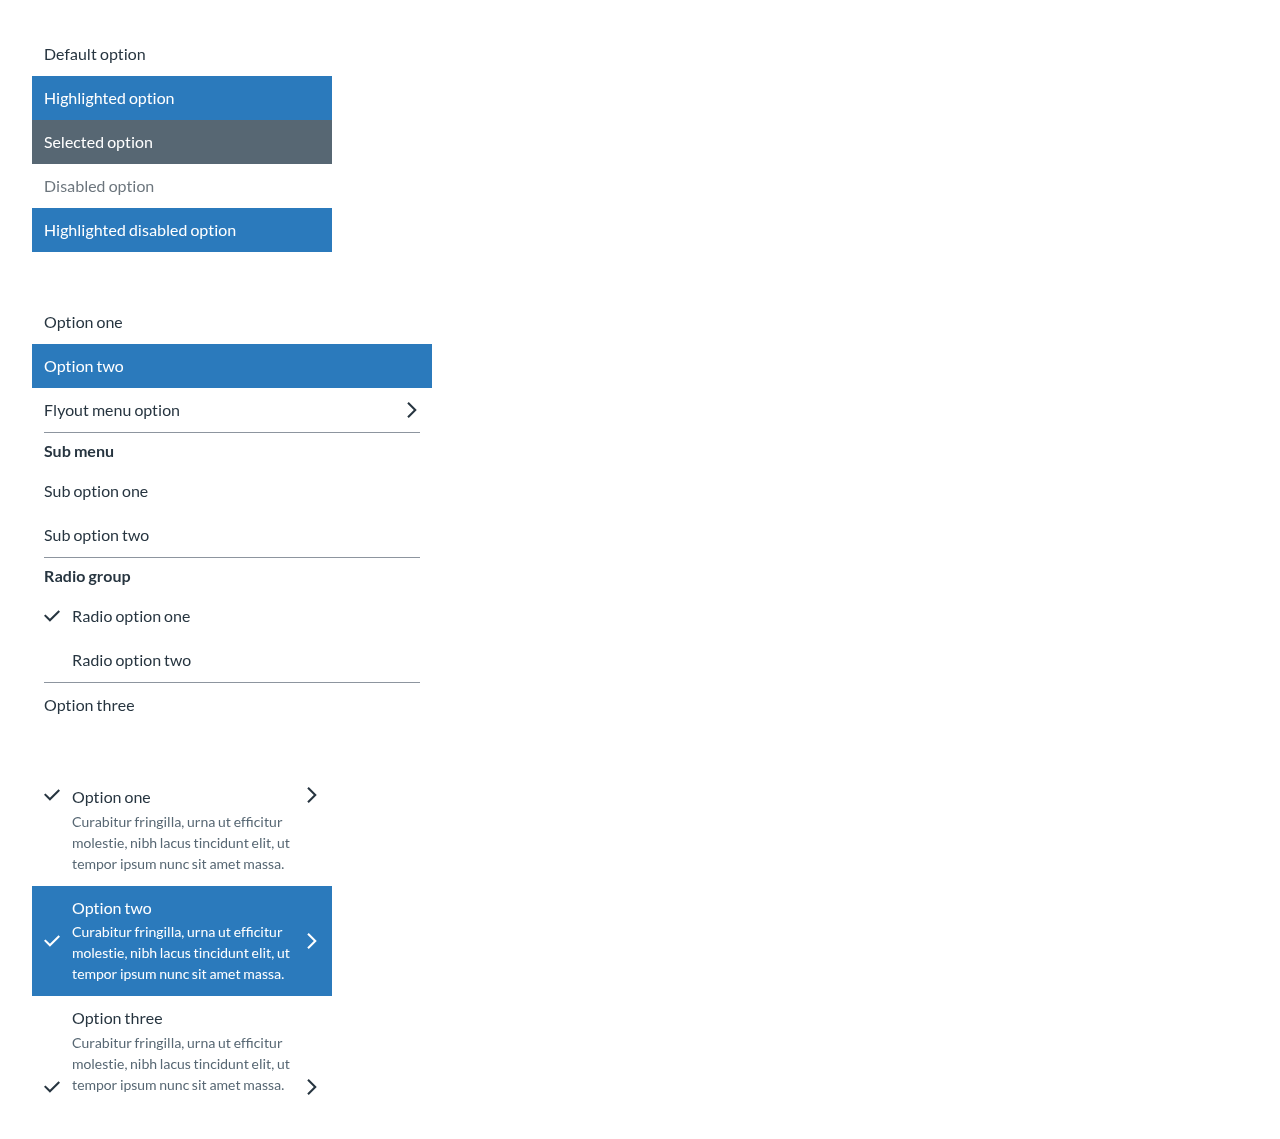 Default option
Highlighted option
Selected option
Disabled option
Highlighted disabled option
Option one
Option two
Flyout menu option
Sub menu
Sub option one
Sub option two
Radio group
Radio option one
Radio option two
Option three
Option one
Curabitur fringilla, urna ut efficitur
molestie, nibh lacus tincidunt elit, ut
tempor ipsum nunc sit amet massa.
Option two
Curabitur fringilla, urna ut efficitur
molestie, nibh lacus tincidunt elit, ut
tempor ipsum nunc sit amet massa.
Option three
Curabitur fringilla, urna ut efficitur
molestie, nibh lacus tincidunt elit, ut
tempor ipsum nunc sit amet massa.